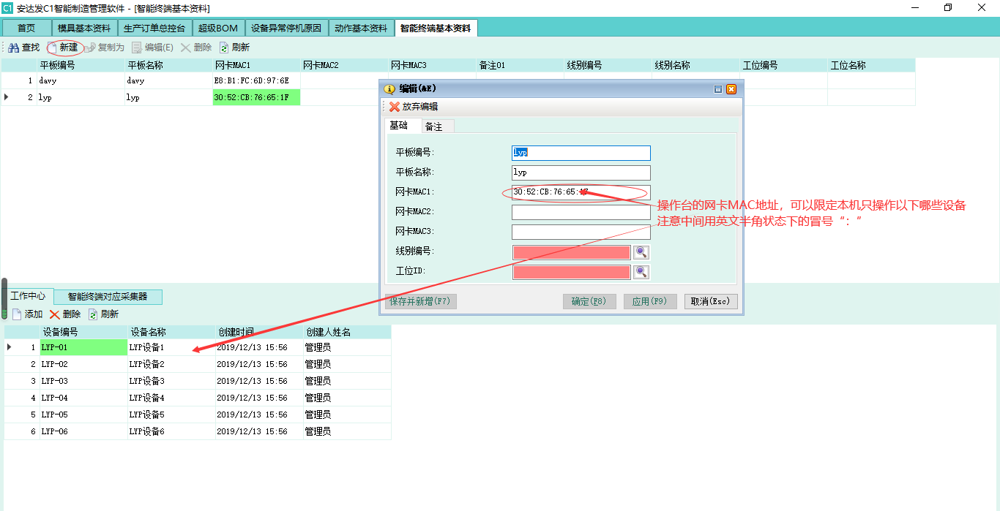 C1 安达发C1智能制造管理软件 - [智能终端基本资料]
首页 模具基本资料 生产订单总控台 超级BOM 设备异常停机原因 动作基本资料 智能终端基本资料
查找 新建 复制为 编辑(E) 删除 刷新
平板编号 平板名称 网卡MAC1 网卡MAC2 网卡MAC3 备注01 线别编号 线别名称 工位编号 工位名称
1 davy davy E8:B1:FC:6D:97:6E
2 lyp lyp 30:52:CB:76:65:1F
编辑(&E)
放弃编辑
基础 备注
平板编号: lyp
平板名称: lyp
网卡MAC1: 30:52:CB:76:65:1F
网卡MAC2:
网卡MAC3:
线别编号:
工位ID:
保存并新增(F7) 确定(F8) 应用(F9) 取消(Esc)
操作台的网卡MAC地址，可以限定本机只操作以下哪些设备
注意中间用英文半角状态下的冒号“：”
工作中心 智能终端对应采集器
添加 删除 刷新
设备编号 设备名称 创建时间 创建人姓名
1 LYP-01 LYP设备1 2019/12/13 15:56 管理员
2 LYP-02 LYP设备2 2019/12/13 15:56 管理员
3 LYP-03 LYP设备3 2019/12/13 15:56 管理员
4 LYP-04 LYP设备4 2019/12/13 15:56 管理员
5 LYP-05 LYP设备5 2019/12/13 15:56 管理员
6 LYP-06 LYP设备6 2019/12/13 15:56 管理员